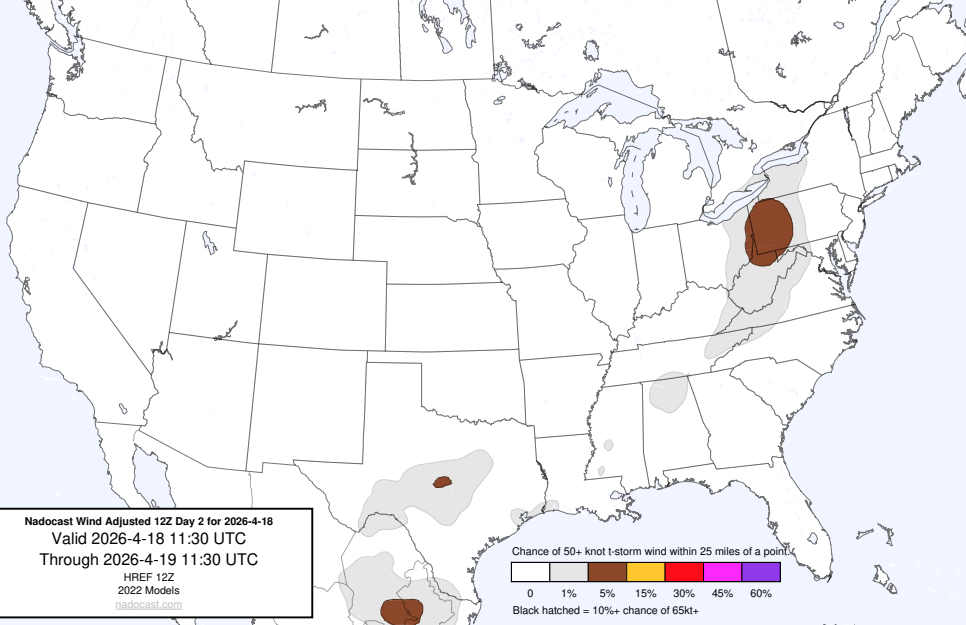 Nadocast Wind Adjusted 12Z Day 2 for 2026-4-18
Valid 2026-4-18 11:30 UTC
Through 2026-4-19 11:30 UTC
HREF 12Z
2022 Models
nadocast.com
Chance of 50+ knot t-storm wind within 25 miles of a point.
0 1% 5% 15% 30% 45% 60%
Black hatched = 10%+ chance of 65kt+